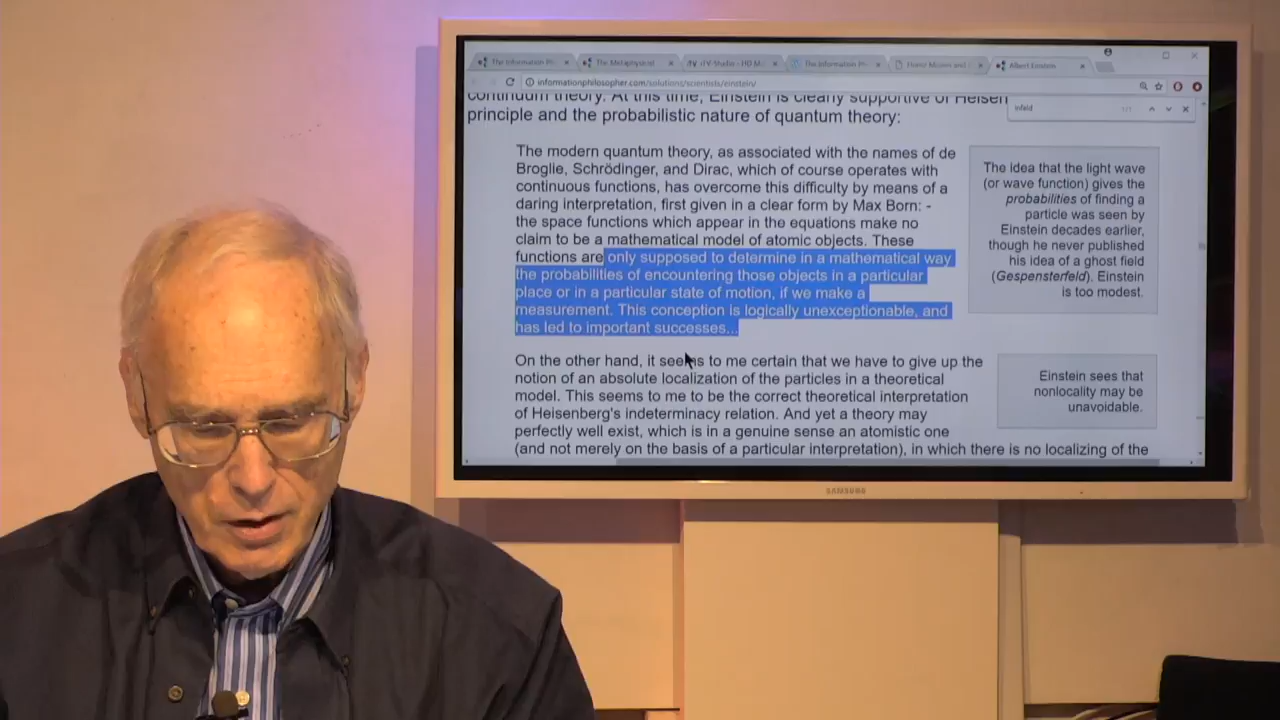 The Metaphysicist
Albert Einstein
informationphilosopher.com/solutions/scientists/einstein/
infeld
1/1
continuum theory. At this time, Einstein is clearly supportive of Heisen
principle and the probabilistic nature of quantum theory:
The modern quantum theory, as associated with the names of de
Broglie, Schrödinger, and Dirac, which of course operates with
continuous functions, has overcome this difficulty by means of a
daring interpretation, first given in a clear form by Max Born: -
the space functions which appear in the equations make no
claim to be a mathematical model of atomic objects. These
functions are only supposed to determine in a mathematical way
the probabilities of encountering those objects in a particular
place or in a particular state of motion, if we make a
measurement. This conception is logically unexceptionable, and
has led to important successes...
The idea that the light wave
(or wave function) gives the
probabilities of finding a
particle was seen by
Einstein decades earlier,
though he never published
his idea of a ghost field
(Gespensterfeld). Einstein
is too modest.
On the other hand, it seems to me certain that we have to give up the
notion of an absolute localization of the particles in a theoretical
model. This seems to me to be the correct theoretical interpretation
of Heisenberg's indeterminacy relation. And yet a theory may
perfectly well exist, which is in a genuine sense an atomistic one
(and not merely on the basis of a particular interpretation), in which there is no localizing of the
Einstein sees that
nonlocality may be
unavoidable.
SAMSUNG